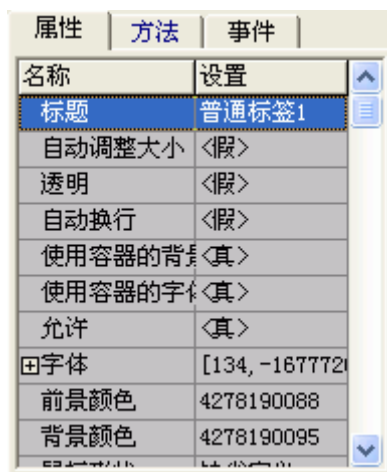 属性 方法 事件
名称 设置
标题 普通标签1
自动调整大小 <假>
透明 <假>
自动换行 <假>
使用容器的背景 <真>
使用容器的字体 <真>
允许 <真>
字体 [134,-1677720
前景颜色 4278190088
背景颜色 4278190095